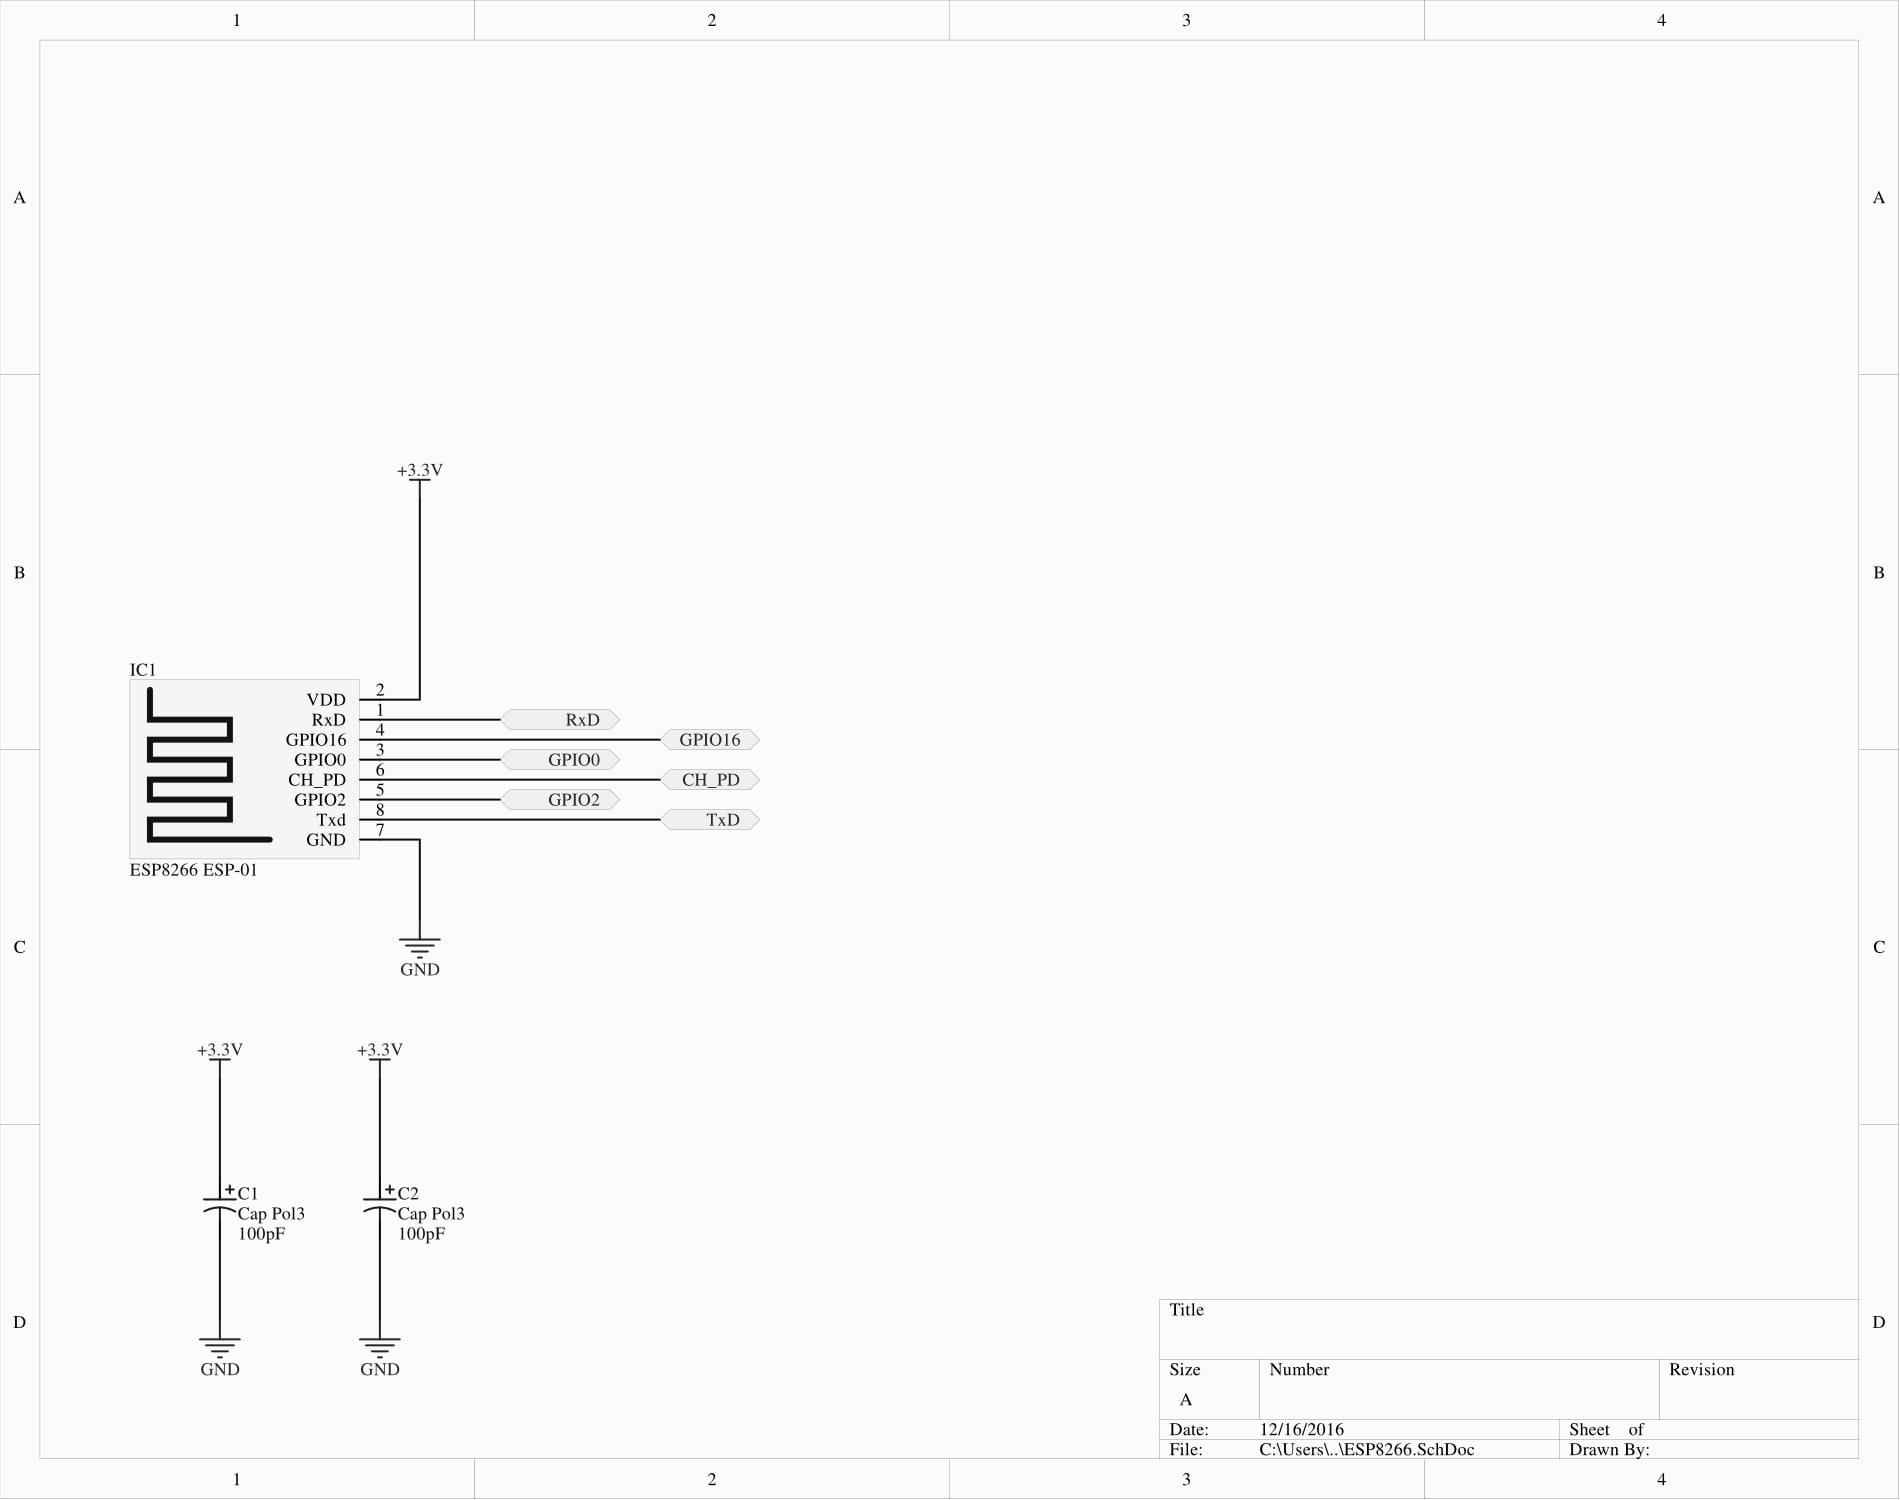 1 2 3 4
A A
+3.3V
B B
IC1
VDD 2
RxD 1 RxD
GPIO16 4 GPIO16
GPIO0 3 GPIO0
CH_PD 6 CH_PD
GPIO2 5 GPIO2
Txd 8 TxD
GND 7
ESP8266 ESP-01
C C
GND
+3.3V +3.3V
+ C1 + C2
Cap Pol3 Cap Pol3
100pF 100pF
GND GND
D D
Title
Size Number Revision
A
Date: 12/16/2016 Sheet of
File: C:\Users\..\ESP8266.SchDoc Drawn By:
1 2 3 4